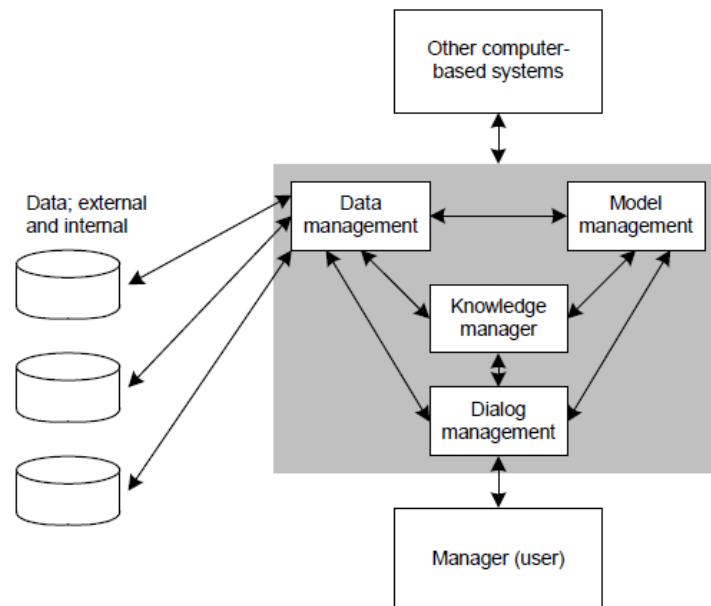 Other computer-
based systems
Data; external
and internal
Data
management
Model
management
Knowledge
manager
Dialog
management
Manager (user)